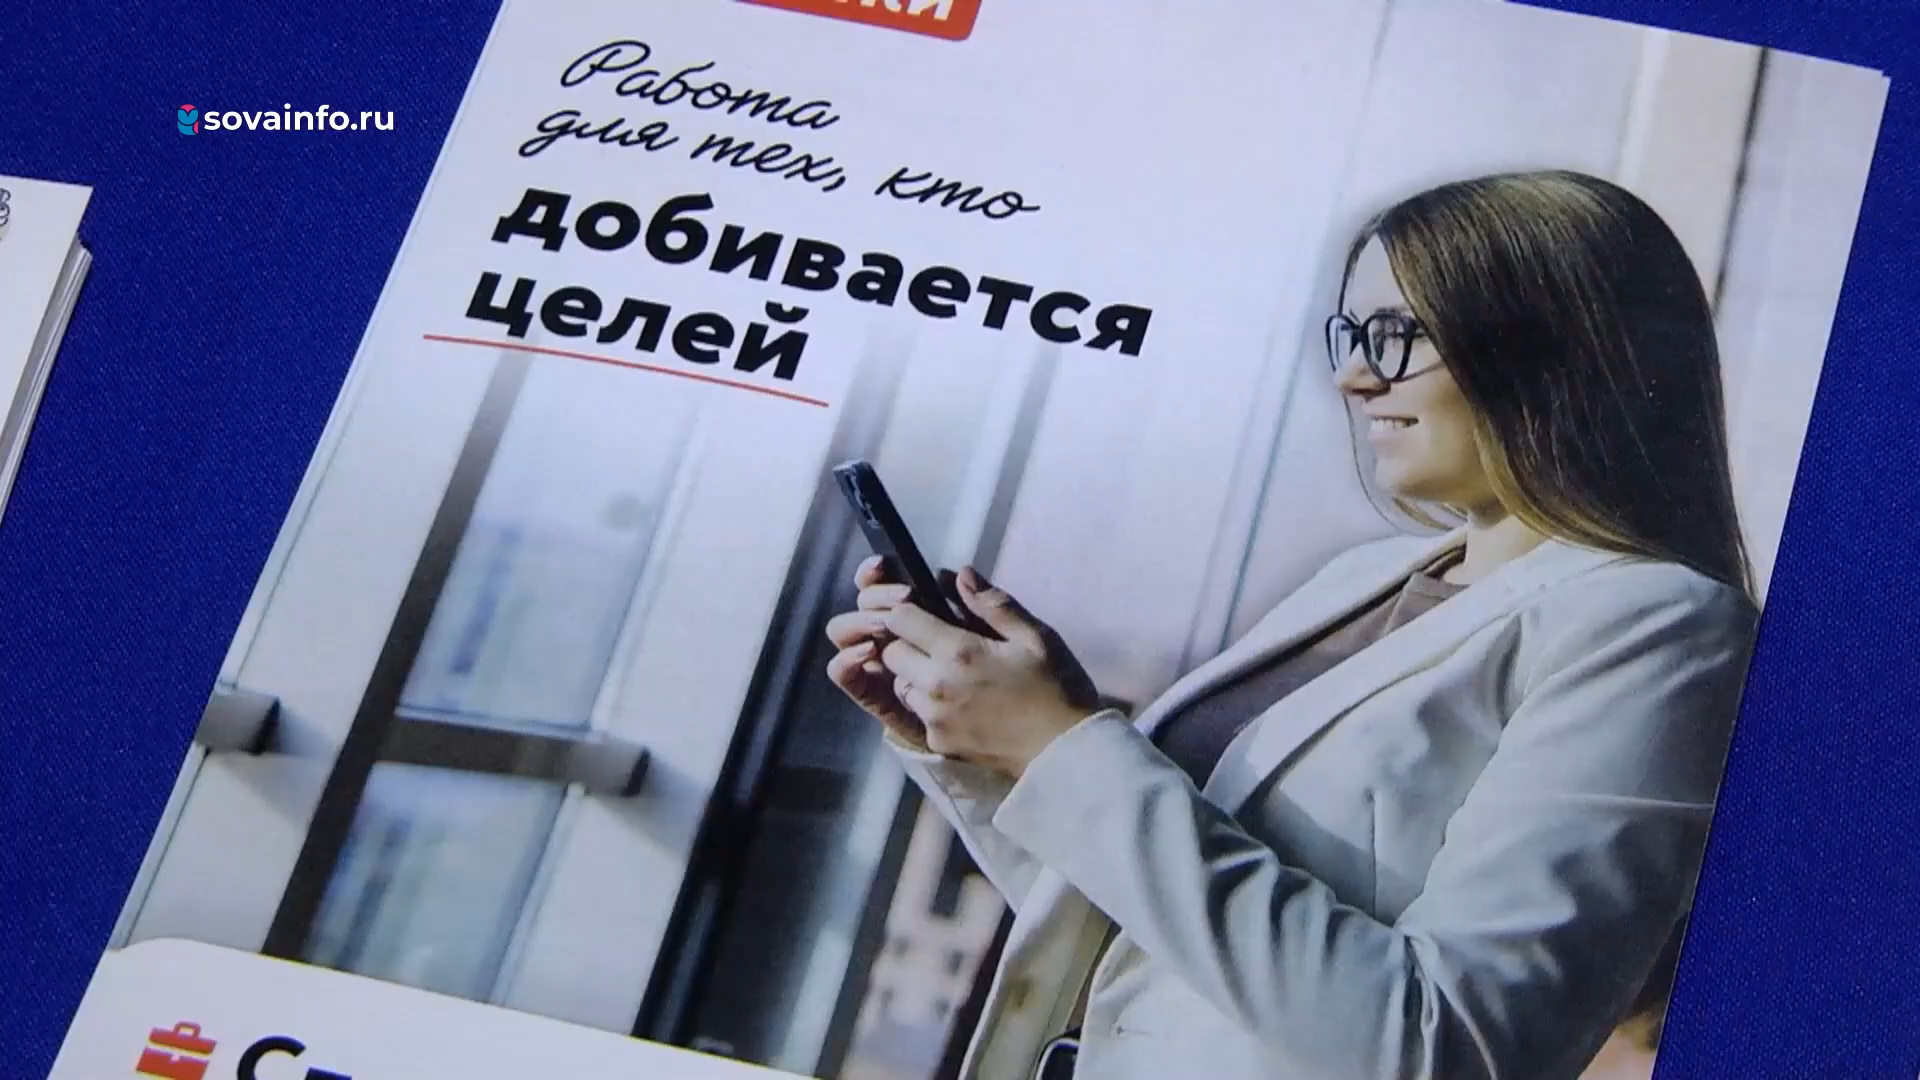 sovainfo.ru
Работа
для тех, кто
добивается
целей